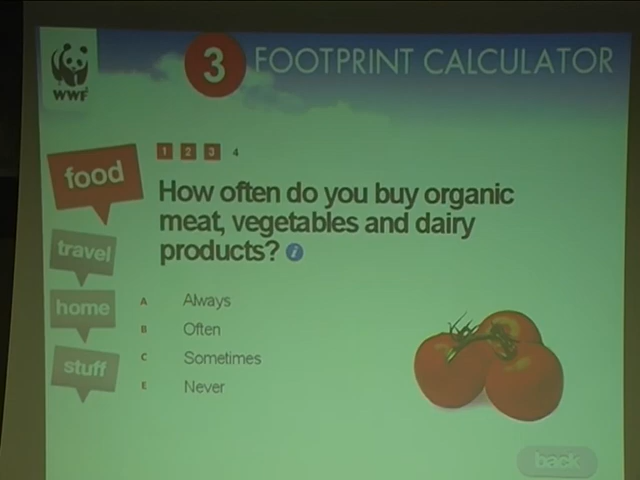 WWF
3 FOOTPRINT CALCULATOR
1 2 3 4
food
How often do you buy organic
meat, vegetables and dairy
products? i
travel
home
stuff
A Always
B Often
C Sometimes
E Never
back